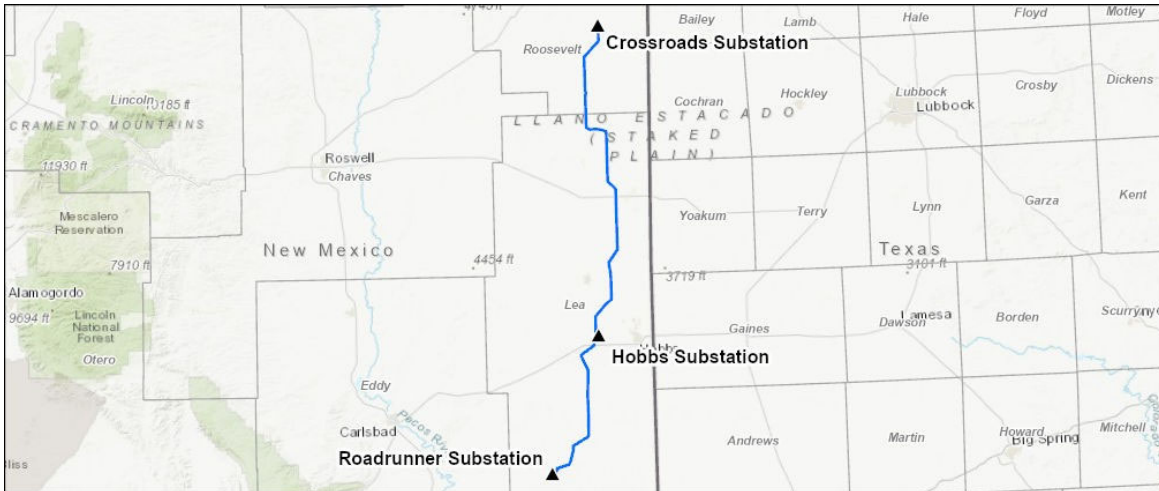 Bailey
Lamb
Hale
Floyd
Motley
Crossroads Substation
Roosevelt
Lincoln
10185 ft
Cochran
Hockley
Lubbock
Lubbock
Crosby
Dickens
CRAMENTO MOUNTAINS
LLANO ESTACADO
(STAKED
PLAIN)
11930 ft
Roswell
Chaves
Mescalero
Reservation
Yoakum
Terry
Lynn
Garza
Kent
New Mexico
Texas
7910 ft
4454 ft
3719 ft
3101 ft
Alamogordo
9694 ft
Lincoln
National
Forest
Otero
Lea
Gaines
Dawson
Lamesa
Borden
Scurry
Hobbs Substation
Eddy
Carlsbad
Pecos
Roadrunner Substation
Andrews
Martin
Howard
Big Spring
Mitchell
Bliss